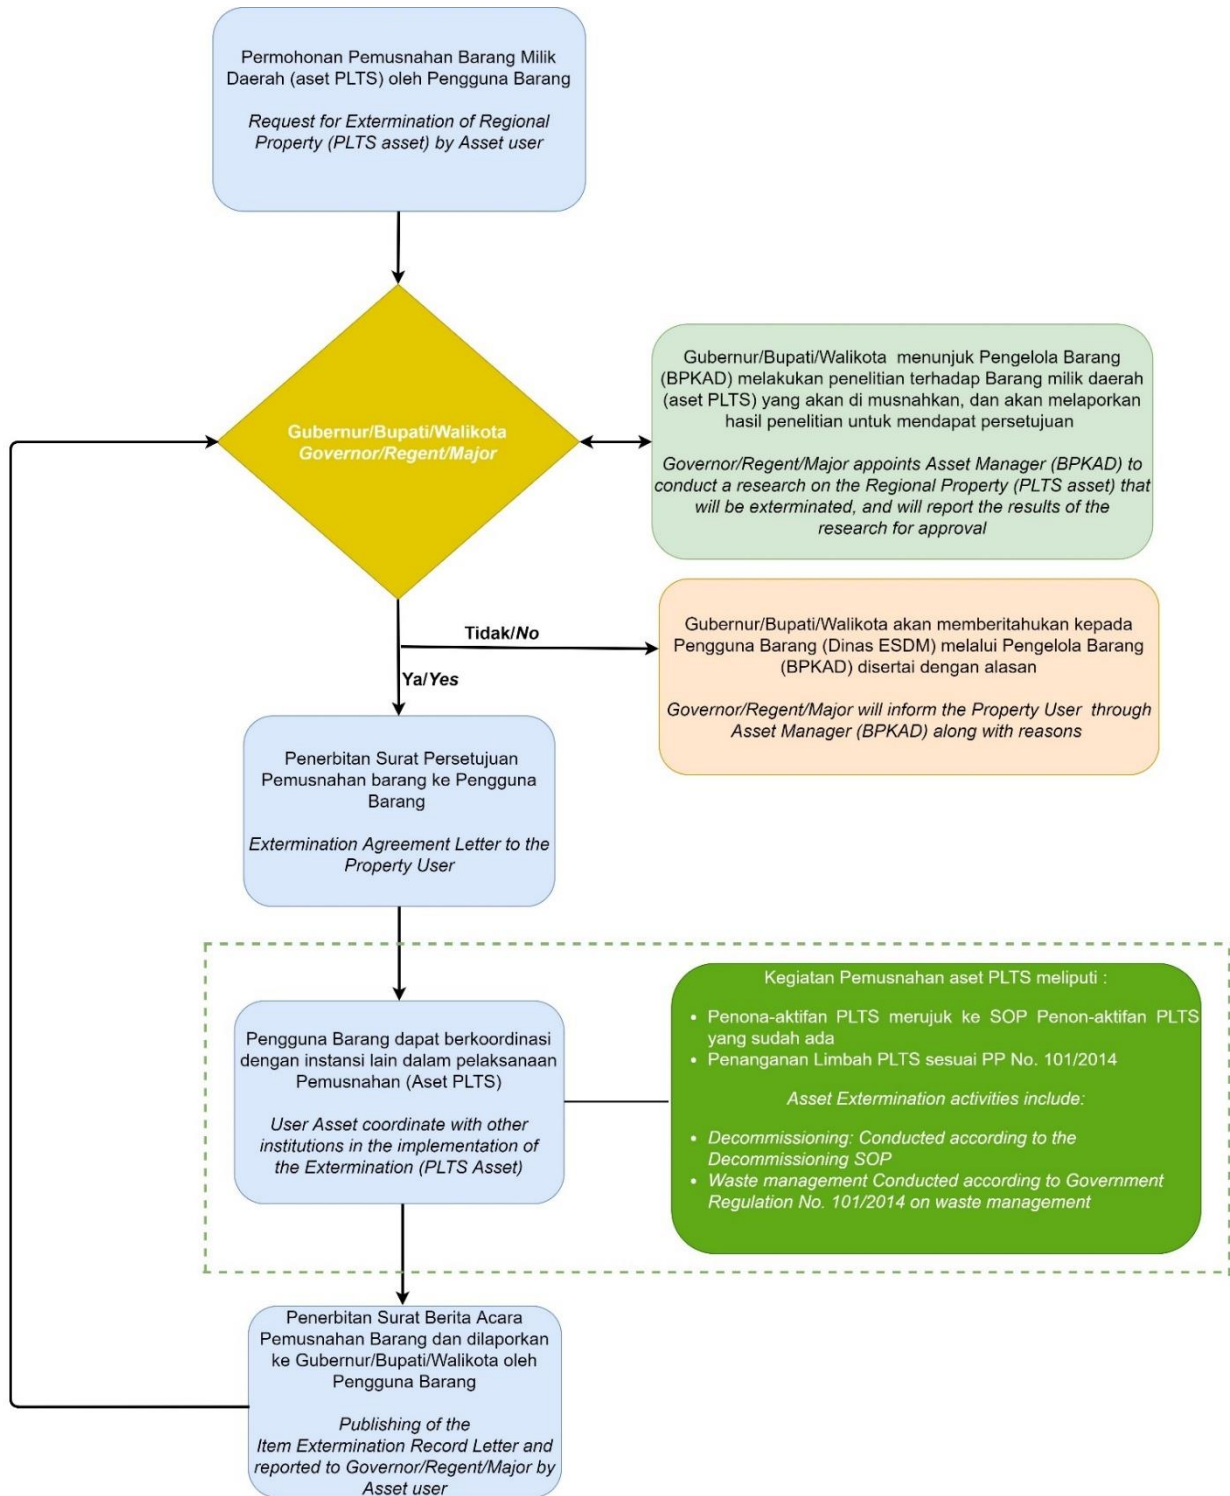 Permohonan Pemusnahan Barang Milik
Daerah (aset PLTS) oleh Pengguna Barang
Request for Extermination of Regional
Property (PLTS asset) by Asset user
Gubernur/Bupati/Walikota
Governor/Regent/Major
Gubernur/Bupati/Walikota menunjuk Pengelola Barang
(BPKAD) melakukan penelitian terhadap Barang milik daerah
(aset PLTS) yang akan di musnahkan, dan akan melaporkan
hasil penelitian untuk mendapat persetujuan
Governor/Regent/Major appoints Asset Manager (BPKAD) to
conduct a research on the Regional Property (PLTS asset) that
will be exterminated, and will report the results of the
research for approval
Tidak/No
Gubernur/Bupati/Walikota akan memberitahukan kepada
Pengguna Barang (Dinas ESDM) melalui Pengelola Barang
(BPKAD) disertai dengan alasan
Governor/Regent/Major will inform the Property User through
Asset Manager (BPKAD) along with reasons
Ya/Yes
Penerbitan Surat Persetujuan
Pemusnahan barang ke Pengguna
Barang
Extermination Agreement Letter to the
Property User
Pengguna Barang dapat berkoordinasi
dengan instansi lain dalam pelaksanaan
Pemusnahan (Aset PLTS)
User Asset coordinate with other
institutions in the implementation of
the Extermination (PLTS Asset)
Kegiatan Pemusnahan aset PLTS meliputi :
• Penona-aktifan PLTS merujuk ke SOP Penon-aktifan PLTS
yang sudah ada
• Penanganan Limbah PLTS sesuai PP No. 101/2014
Asset Extermination activities include:
• Decommissioning: Conducted according to the
Decommissioning SOP
• Waste management Conducted according to Government
Regulation No. 101/2014 on waste management
Penerbitan Surat Berita Acara
Pemusnahan Barang dan dilaporkan
ke Gubernur/Bupati/Walikota oleh
Pengguna Barang
Publishing of the
Item Extermination Record Letter and
reported to Governor/Regent/Major by
Asset user